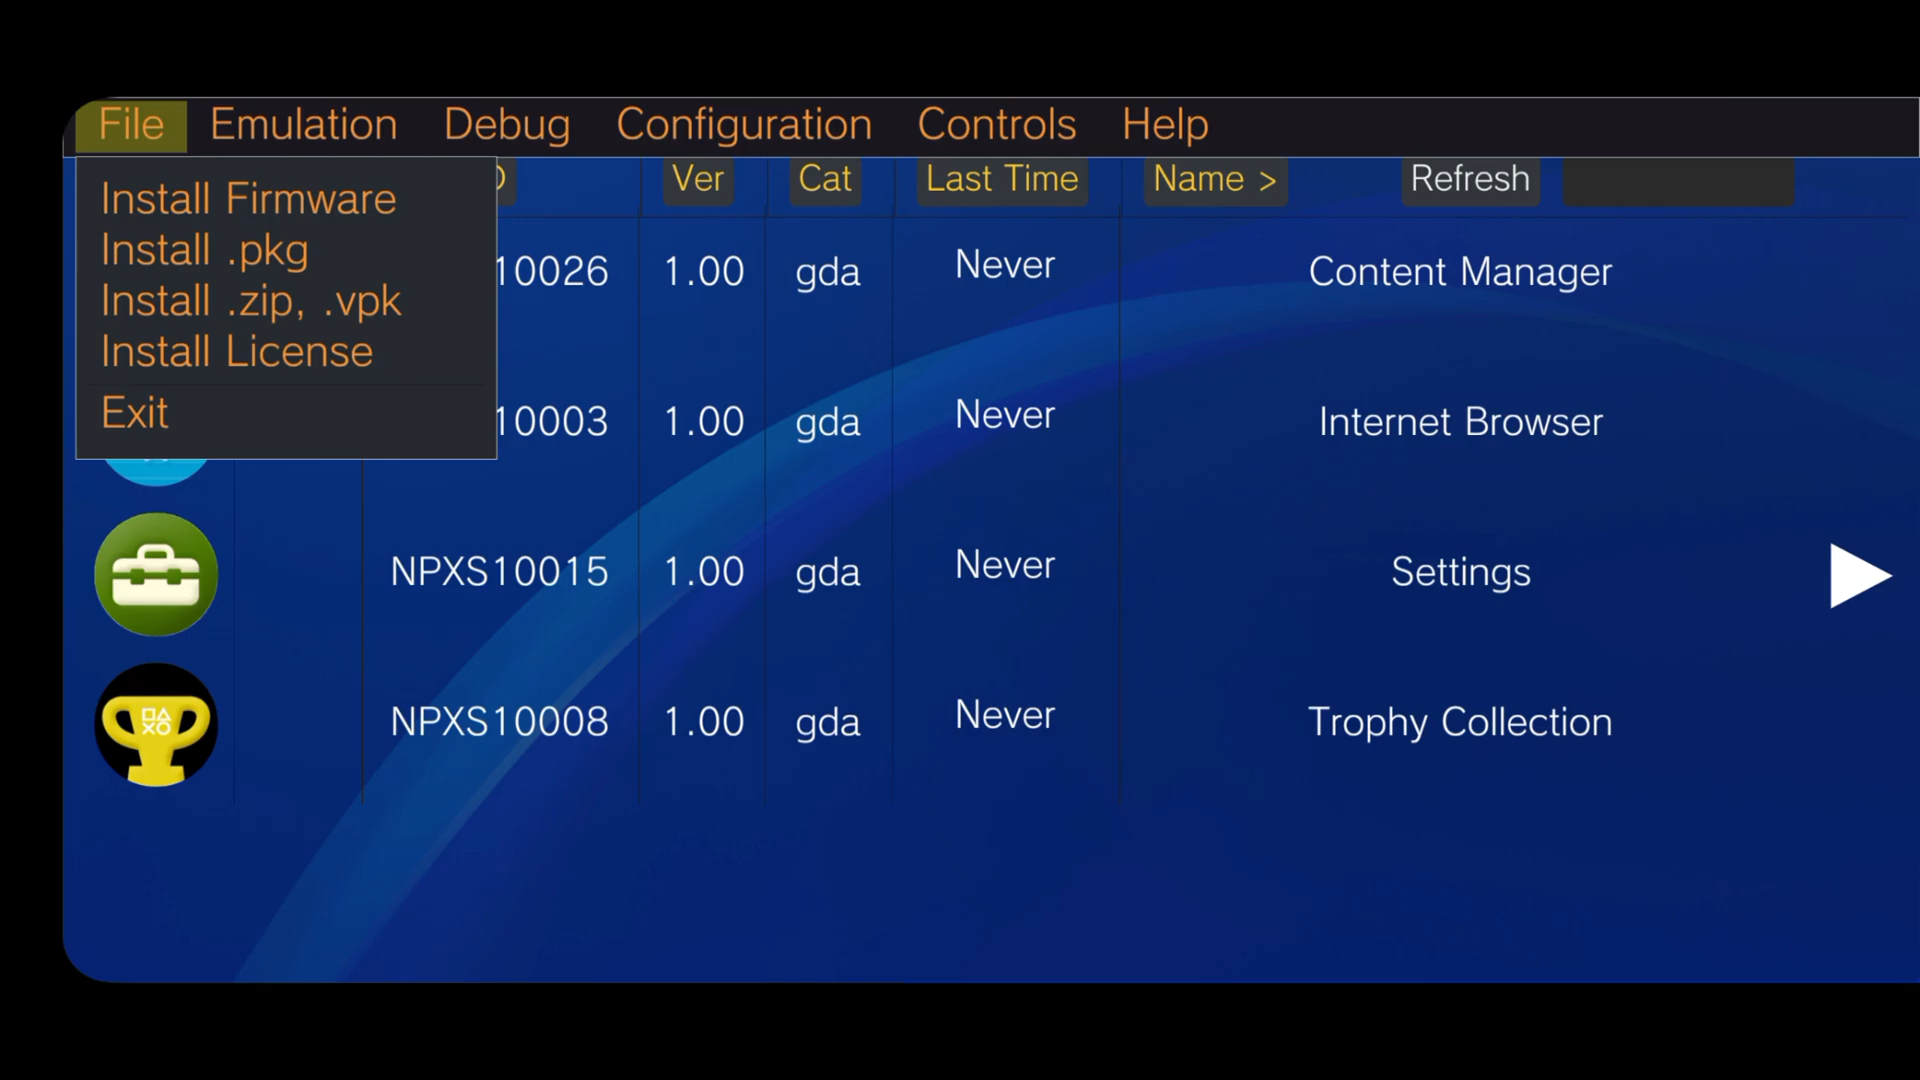 File Emulation Debug Configuration Controls Help
Ver Cat Last Time Name > Refresh
Install Firmware
Install .pkg
Install .zip, .vpk
Install License
Exit
10026 1.00 gda Never Content Manager
10003 1.00 gda Never Internet Browser
NPXS10015 1.00 gda Never Settings
NPXS10008 1.00 gda Never Trophy Collection